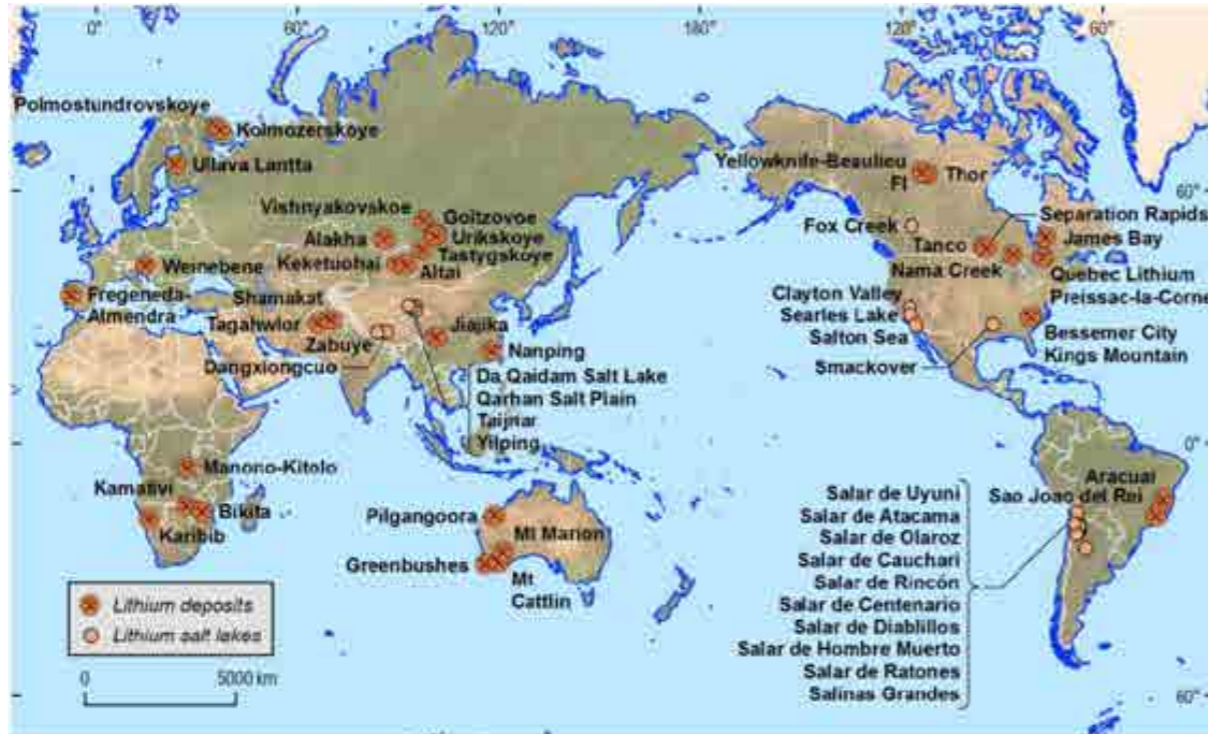 0°
60°
120°
180°
120°
60°
Polmostundrovskoye
Kolmozerskoye
Ullava Lantta
Yellowknife-Beaulieu
FI
Thor
60°
Vishnyakovskoe
Goltzovoe
Alakha
Urikskoye
Tastygskoye
Keketuohai
Altai
Weinebene
Fregeneda-
Almendra
Shamakat
Tagahwlor
Zabuye
Jiajika
Nanping
Dangxiongcuo
Da Qaidam Salt Lake
Qarhan Salt Plain
Taijnar
Yilping
Fox Creek
Separation Rapids
Tanco
James Bay
Nama Creek
Quebec Lithium
Preissac-la-Corne
Clayton Valley
Searles Lake
Salton Sea
Bessemer City
Kings Mountain
Smackover
0°
Manono-Kitolo
Kamativi
Bikita
Karibib
Pilgangoora
Mt Marion
Greenbushes
Mt
Cattlin
Aracuai
Sao Joao del Rei
Salar de Uyuni
Salar de Atacama
Salar de Olaroz
Salar de Cauchari
Salar de Rincón
Salar de Centenario
Salar de Diablillos
Salar de Hombre Muerto
Salar de Ratones
Salinas Grandes
Lithium deposits
Lithium salt lakes
0 5000 km
60°